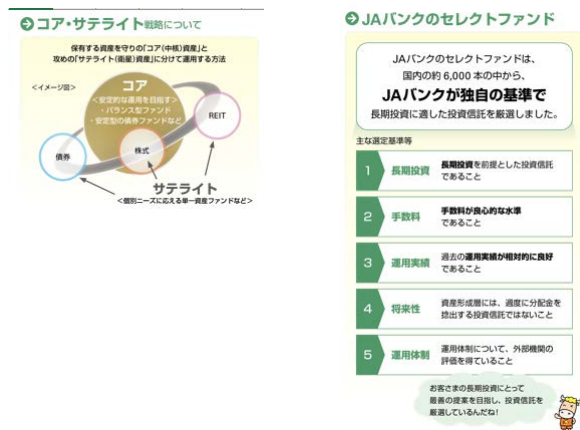 コア・サテライト戦略について
保有する資産を守りの「コア(中核)資産」と
攻めの「サテライト(衛星)資産」に分けて運用する方法
<イメージ図>
コア
<安定的な運用を目指す>
・バランス型ファンド
・安定型の債券ファンドなど
REIT
株式
債券
サテライト
<個別ニーズに応える単一資産ファンドなど>
JAバンクのセレクトファンド
JAバンクのセレクトファンドは、
国内の約6,000本の中から、
JAバンクが独自の基準で
長期投資に適した投資信託を厳選しました。
主な選定基準等
1 長期投資 長期投資を前提とした投資信託
であること
2 手数料 手数料が良心的な水準
であること
3 運用実績 過去の運用実績が相対的に良好
であること
4 将来性 資産形成層には、過度に分配金を
捻出する投資信託ではないこと
5 運用体制 運用体制について、外部機関の
評価を得ていること
お客さまの長期投資にとって
最善の提案を目指し、投資信託を
厳選しているんだね!